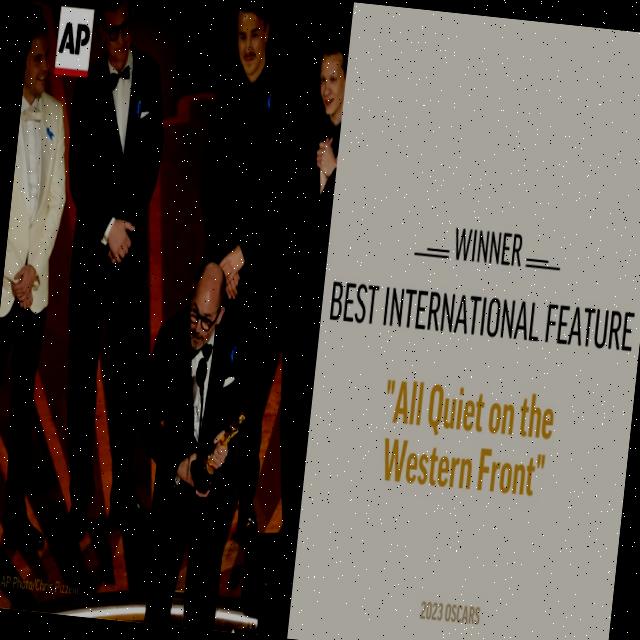 AP
WINNER
BEST INTERNATIONAL FEATURE
"All Quiet on the
Western Front"
2023 OSCARS